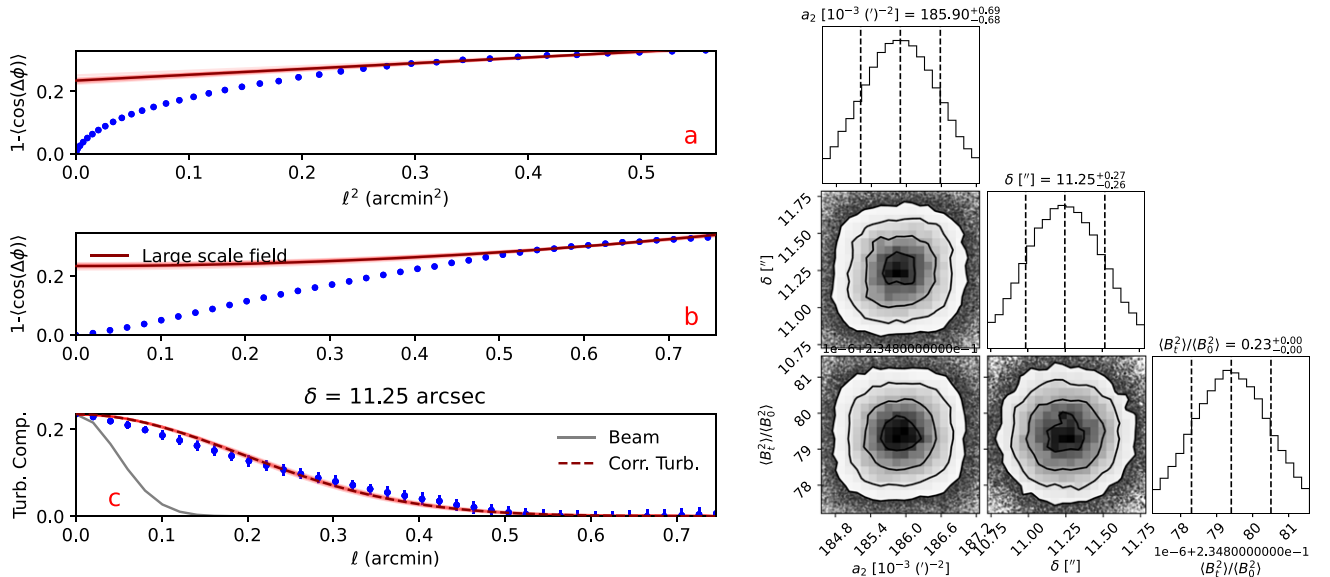 1-⟨cos(Δϕ)⟩
0.2
0.0
a
0.0 0.1 0.2 0.3 0.4 0.5
ℓ² (arcmin²)
1-⟨cos(Δϕ)⟩
0.2
0.0
Large scale field
b
0.0 0.1 0.2 0.3 0.4 0.5 0.6 0.7
δ = 11.25 arcsec
Turb. Comp.
0.2
0.0
Beam
Corr. Turb.
c
0.0 0.1 0.2 0.3 0.4 0.5 0.6 0.7
ℓ (arcmin)
a₂ [10⁻³ (′)⁻²] = 185.90⁺⁰·⁶⁹₋₀.₆₈
δ [″] = 11.25⁺⁰·²⁷₋₀.₂₆
δ [″]
11.75
11.50
11.25
11.00
10.75
1e-6+2.3480000000e-1
⟨B²ₜ⟩/⟨B²₀⟩ = 0.23⁺⁰·⁰⁰₋₀.₀₀
⟨B²ₜ⟩/⟨B²₀⟩
81
80
79
78
184.8 185.4 186.0 186.6 187.2
a₂ [10⁻³ (′)⁻²]
10.75 11.00 11.25 11.50 11.75
δ [″]
78 79 80 81
1e-6+2.3480000000e-1
⟨B²ₜ⟩/⟨B²₀⟩